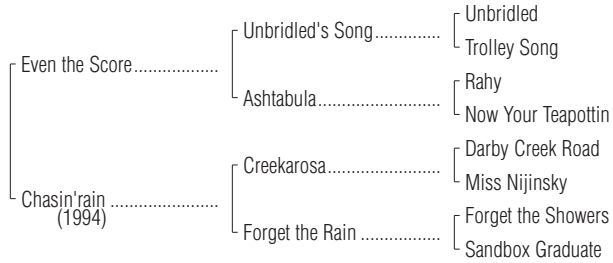 Unbridled
Unbridled's Song..............
Trolley Song
Even the Score..................
Rahy
Ashtabula.........................
Now Your Teapottin
Darby Creek Road
Creekarosa.......................
Miss Nijinsky
Chasin'rain .......................
(1994)
Forget the Showers
Forget the Rain .................
Sandbox Graduate